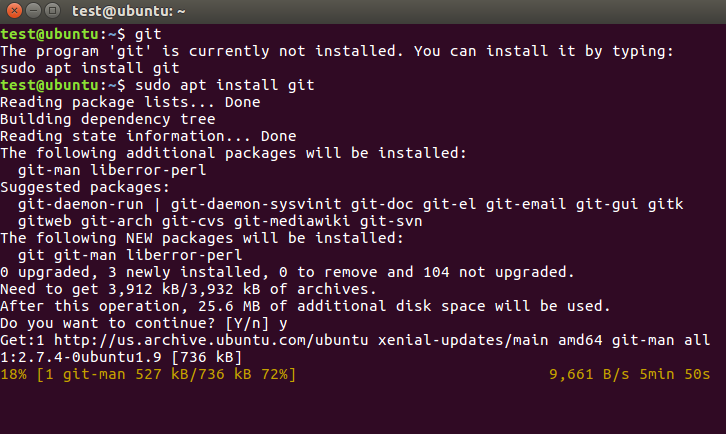 test@ubuntu: ~
test@ubuntu:~$ git
The program 'git' is currently not installed. You can install it by typing:
sudo apt install git
test@ubuntu:~$ sudo apt install git
Reading package lists... Done
Building dependency tree
Reading state information... Done
The following additional packages will be installed:
  git-man liberror-perl
Suggested packages:
  git-daemon-run | git-daemon-sysvinit git-doc git-el git-email git-gui gitk
  gitweb git-arch git-cvs git-mediawiki git-svn
The following NEW packages will be installed:
  git git-man liberror-perl
0 upgraded, 3 newly installed, 0 to remove and 104 not upgraded.
Need to get 3,912 kB/3,932 kB of archives.
After this operation, 25.6 MB of additional disk space will be used.
Do you want to continue? [Y/n] y
Get:1 http://us.archive.ubuntu.com/ubuntu xenial-updates/main amd64 git-man all
1:2.7.4-0ubuntu1.9 [736 kB]
18% [1 git-man 527 kB/736 kB 72%] 9,661 B/s 5min 50s